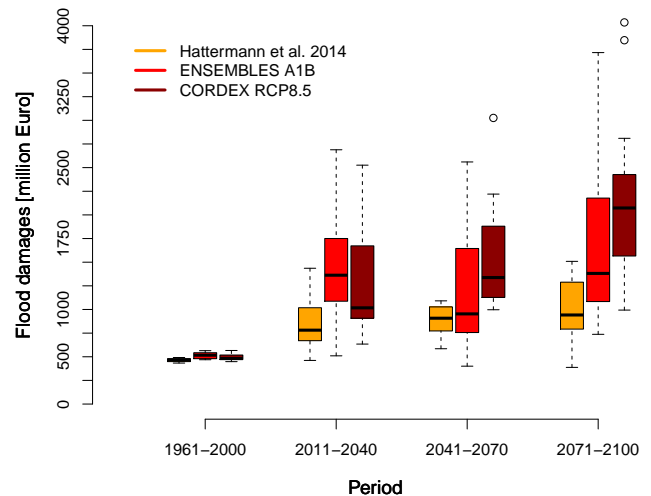 Hattermann et al. 2014
ENSEMBLES A1B
CORDEX RCP8.5
Flood damages [million Euro]
4000
3250
2500
1750
1000
500
0
1961−2000
2011−2040
2041−2070
2071−2100
Period